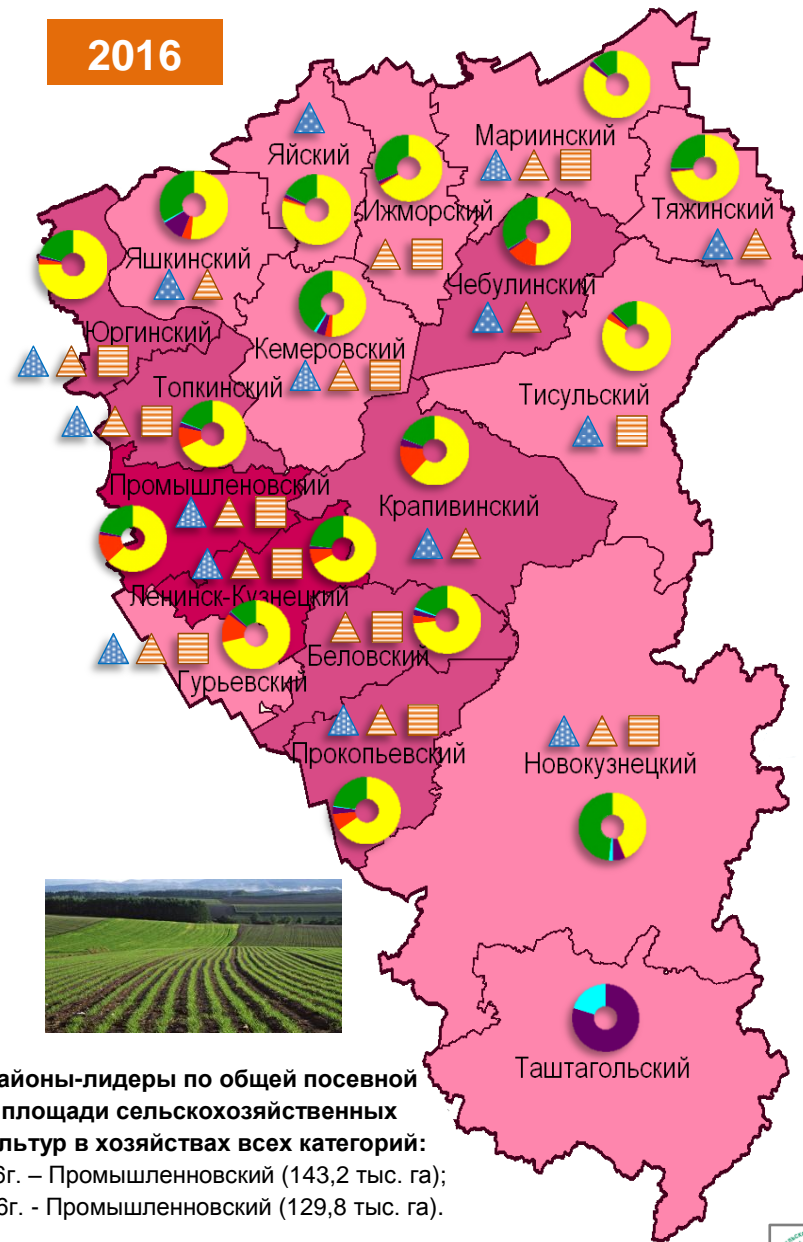 2016
Мариинский
Яйский
Ижморский
Тяжинский
Яшкинский
Чебулинский
Юргинский
Кемеровский
Топкинский
Тисульский
Промышленовский
Крапивинский
Ленинск-Кузнецкий
Беловский
Гурьевский
Прокопьевский
Новокузнецкий
Таштагольский
айоны-лидеры по общей посевной
площади сельскохозяйственных
льтур в хозяйствах всех категорий:
6г. – Промышленновский (143,2 тыс. га);
6г. - Промышленновский (129,8 тыс. га).